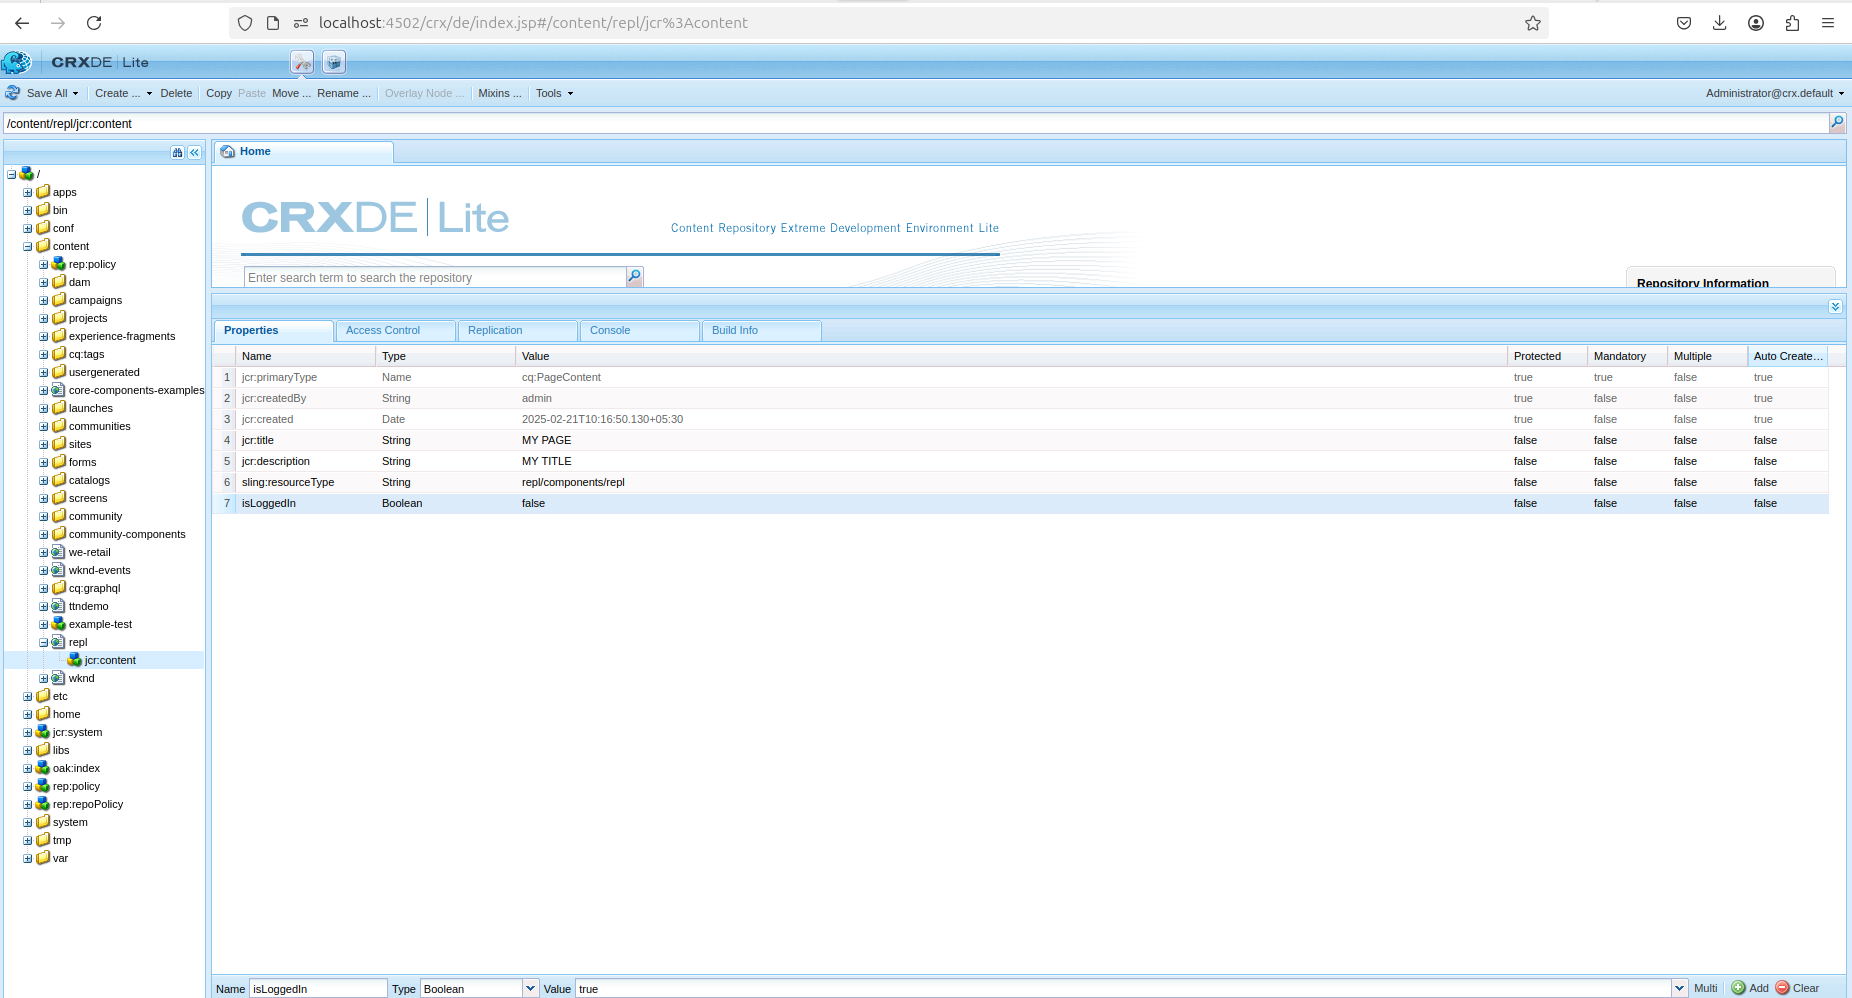 localhost:4502/crx/de/index.jsp#/content/repl/jcr%3Acontent
CRXDE | Lite
Save All Create ... Delete Copy Paste Move ... Rename ... Overlay Node ... Mixins ... Tools Administrator@crx.default
/content/repl/jcr:content
Home
/
apps
bin
conf
content
rep:policy
dam
campaigns
projects
experience-fragments
cq:tags
usergenerated
core-components-examples
launches
communities
sites
forms
catalogs
screens
community
community-components
we-retail
wknd-events
cq:graphql
ttndemo
example-test
repl
jcr:content
wknd
etc
home
jcr:system
libs
oak:index
rep:policy
rep:repoPolicy
system
tmp
var
CRXDE | Lite
Content Repository Extreme Development Environment Lite
Enter search term to search the repository
Repository Information
Properties Access Control Replication Console Build Info
Name Type Value Protected Mandatory Multiple Auto Create...
1 jcr:primaryType Name cq:PageContent true true false true
2 jcr:createdBy String admin true false false true
3 jcr:created Date 2025-02-21T10:16:50.130+05:30 true false false true
4 jcr:title String MY PAGE false false false false
5 jcr:description String MY TITLE false false false false
6 sling:resourceType String repl/components/repl false false false false
7 isLoggedIn Boolean false false false false false
Name isLoggedIn Type Boolean Value true Multi Add Clear